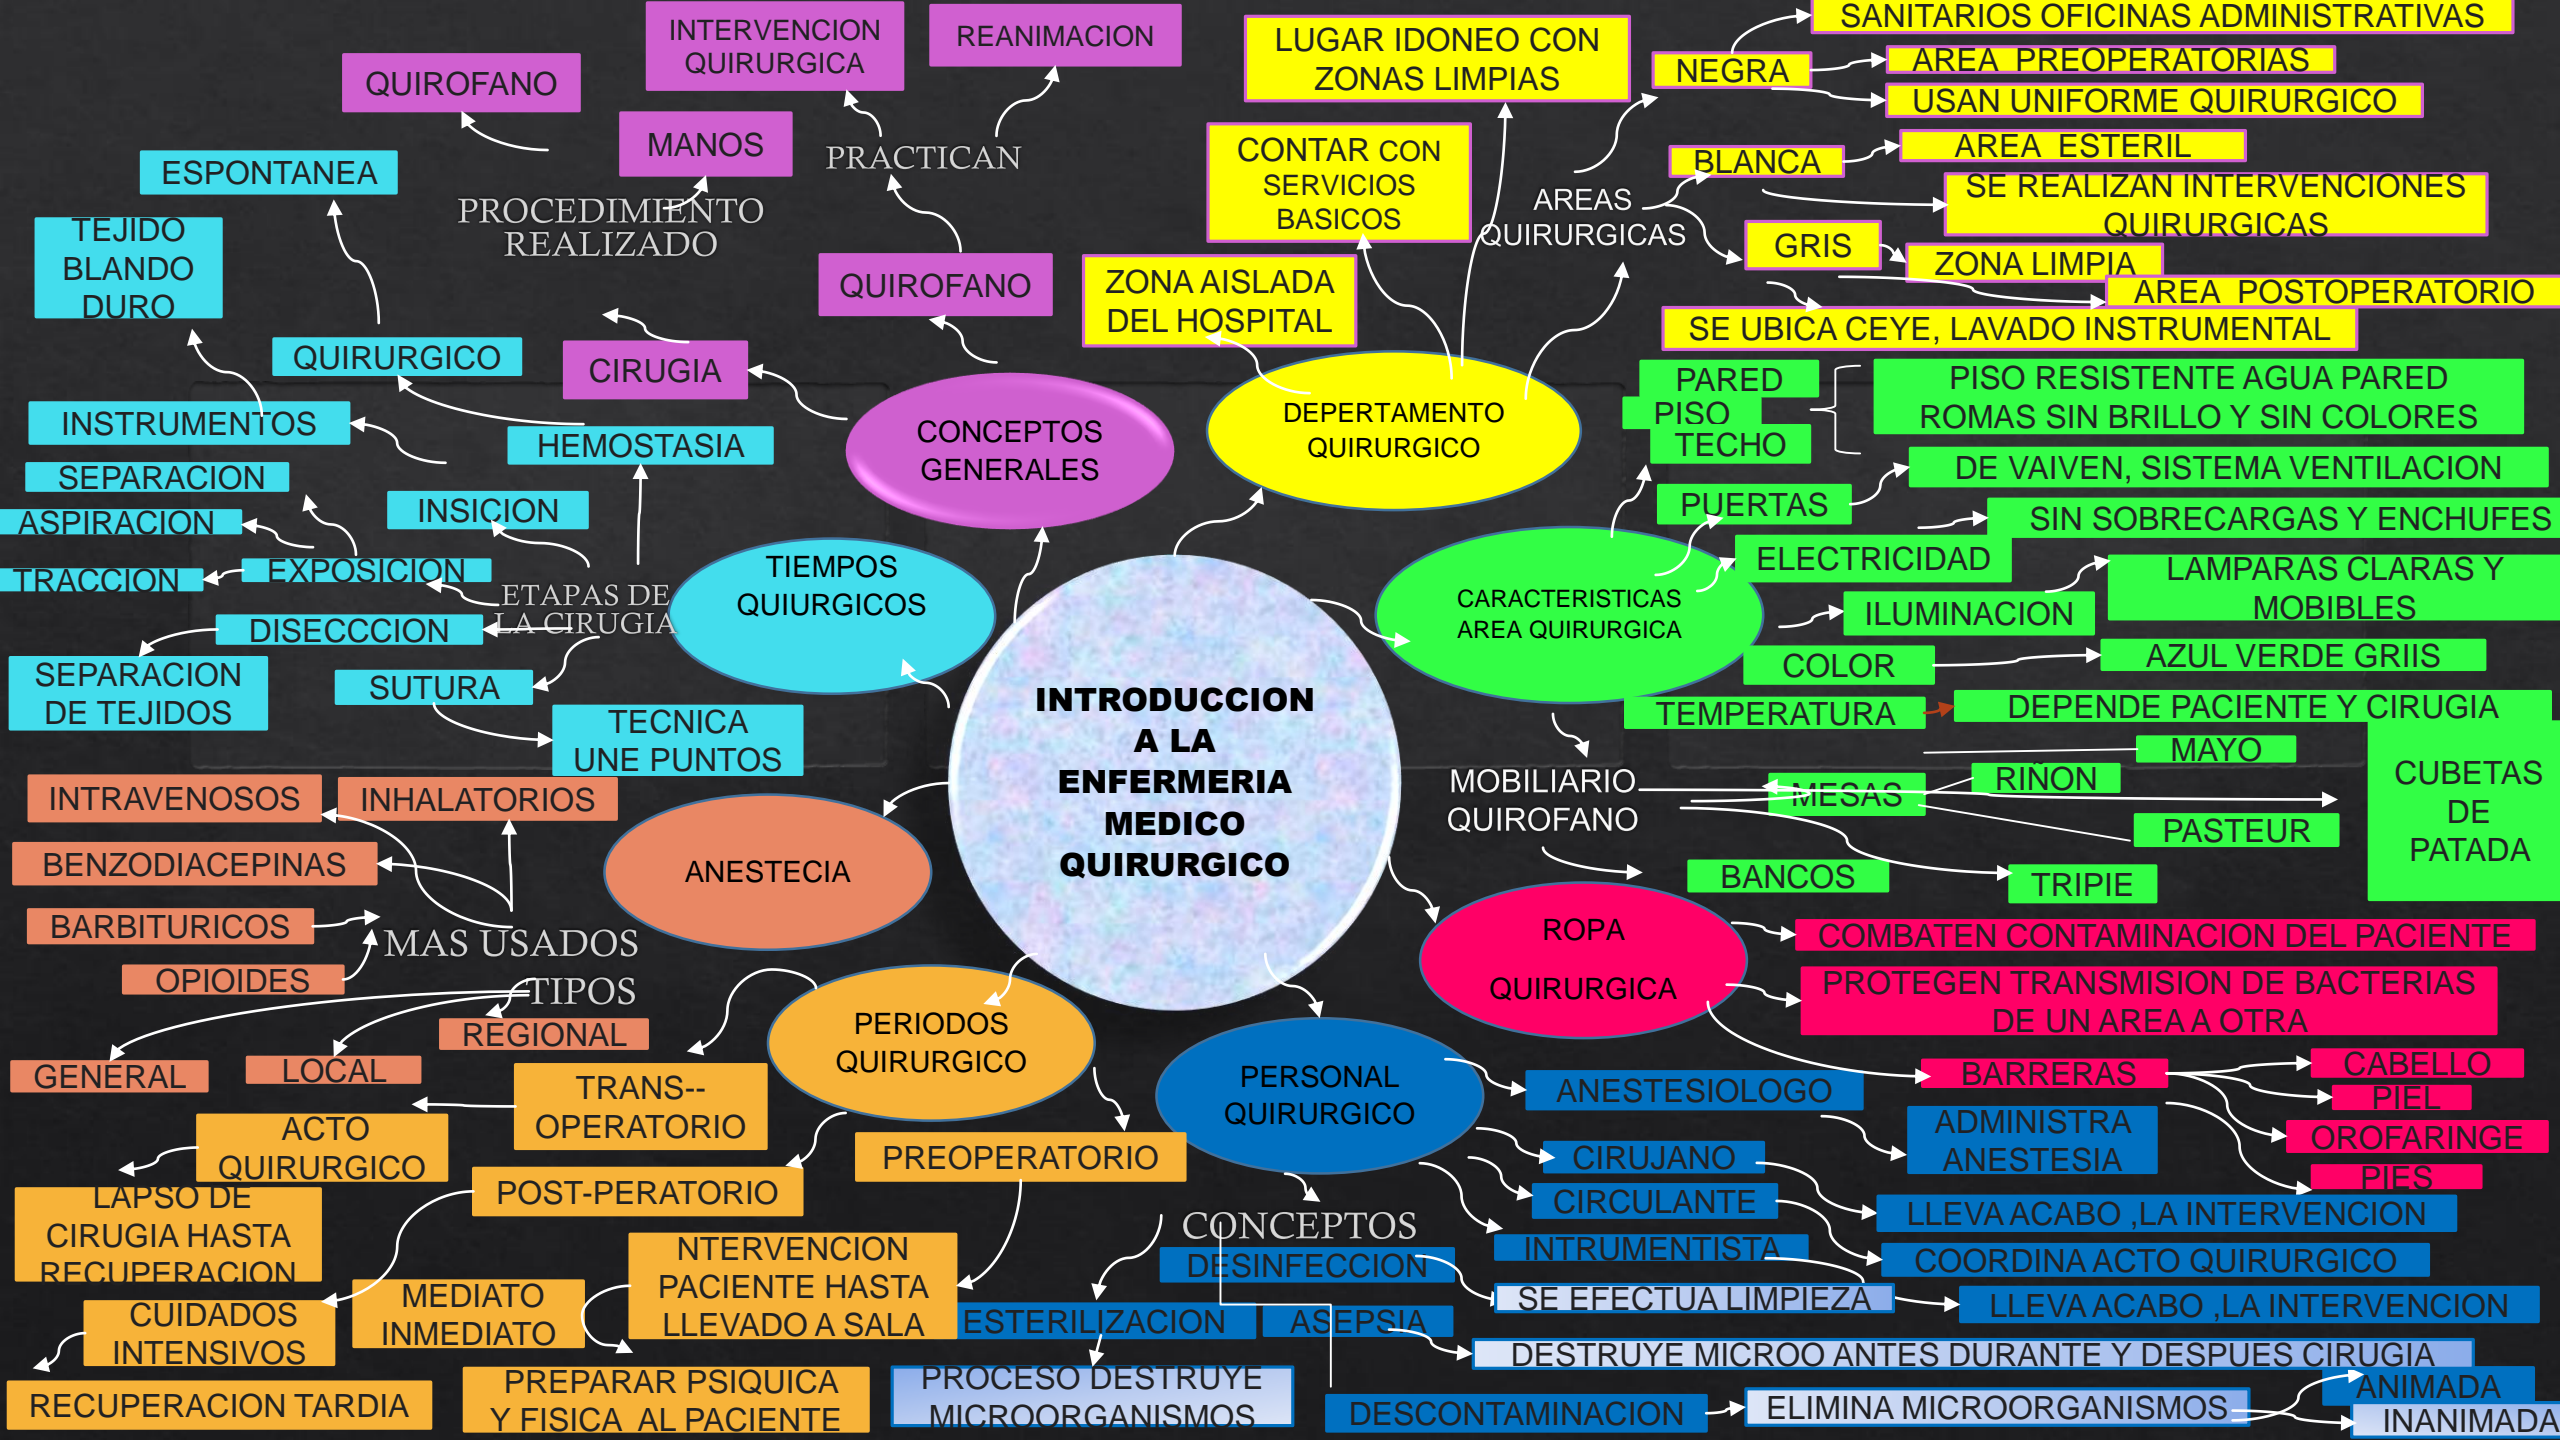 INTRODUCCION
A LA
ENFERMERIA
MEDICO
QUIRURGICO
CONCEPTOS
GENERALES
QUIROFANO
PRACTICAN
INTERVENCION
QUIRURGICA
REANIMACION
CIRUGIA
PROCEDIMIENTO
REALIZADO
MANOS
QUIROFANO
DEPERTAMENTO
QUIRURGICO
ZONA AISLADA
DEL HOSPITAL
CONTAR CON
SERVICIOS
BASICOS
LUGAR IDONEO CON
ZONAS LIMPIAS
AREAS
QUIRURGICAS
NEGRA
SANITARIOS OFICINAS ADMINISTRATIVAS
AREA PREOPERATORIAS
USAN UNIFORME QUIRURGICO
BLANCA
AREA ESTERIL
SE REALIZAN INTERVENCIONES
QUIRURGICAS
GRIS
ZONA LIMPIA
AREA POSTOPERATORIO
SE UBICA CEYE, LAVADO INSTRUMENTAL
CARACTERISTICAS
AREA QUIRURGICA
PARED
PISO
TECHO
PISO RESISTENTE AGUA PARED
ROMAS SIN BRILLO Y SIN COLORES
PUERTAS
DE VAIVEN, SISTEMA VENTILACION
ELECTRICIDAD
SIN SOBRECARGAS Y ENCHUFES
ILUMINACION
LAMPARAS CLARAS Y
MOBIBLES
COLOR
AZUL VERDE GRIIS
TEMPERATURA
DEPENDE PACIENTE Y CIRUGIA
MOBILIARIO
QUIROFANO
MESAS
MAYO
RIÑON
PASTEUR
CUBETAS
DE
PATADA
BANCOS
TRIPIE
ROPA
QUIRURGICA
COMBATEN CONTAMINACION DEL PACIENTE
PROTEGEN TRANSMISION DE BACTERIAS
DE UN AREA A OTRA
BARRERAS
CABELLO
PIEL
OROFARINGE
PIES
PERSONAL
QUIRURGICO
ANESTESIOLOGO
ADMINISTRA
ANESTESIA
CIRUJANO
LLEVA ACABO ,LA INTERVENCION
CIRCULANTE
COORDINA ACTO QUIRURGICO
INTRUMENTISTA
LLEVA ACABO ,LA INTERVENCION
CONCEPTOS
DESINFECCION
SE EFECTUA LIMPIEZA
ESTERILIZACION
PROCESO DESTRUYE
MICROORGANISMOS
ASEPSIA
DESTRUYE MICROO ANTES DURANTE Y DESPUES CIRUGIA
DESCONTAMINACION
ELIMINA MICROORGANISMOS
ANIMADA
INANIMADA
PERIODOS
QUIRURGICO
TRANS--
OPERATORIO
ACTO
QUIRURGICO
LAPSO DE
CIRUGIA HASTA
RECUPERACION
POST-PERATORIO
CUIDADOS
INTENSIVOS
RECUPERACION TARDIA
MEDIATO
INMEDIATO
PREOPERATORIO
NTERVENCION
PACIENTE HASTA
LLEVADO A SALA
PREPARAR PSIQUICA
Y FISICA AL PACIENTE
ANESTECIA
MAS USADOS
INTRAVENOSOS
INHALATORIOS
BENZODIACEPINAS
BARBITURICOS
OPIOIDES
TIPOS
GENERAL
LOCAL
REGIONAL
TIEMPOS
QUIURGICOS
ETAPAS DE
LA CIRUGIA
HEMOSTASIA
QUIRURGICO
ESPONTANEA
INSICION
INSTRUMENTOS
TEJIDO
BLANDO
DURO
EXPOSICION
SEPARACION
ASPIRACION
TRACCION
DISECCCION
SEPARACION
DE TEJIDOS
SUTURA
TECNICA
UNE PUNTOS